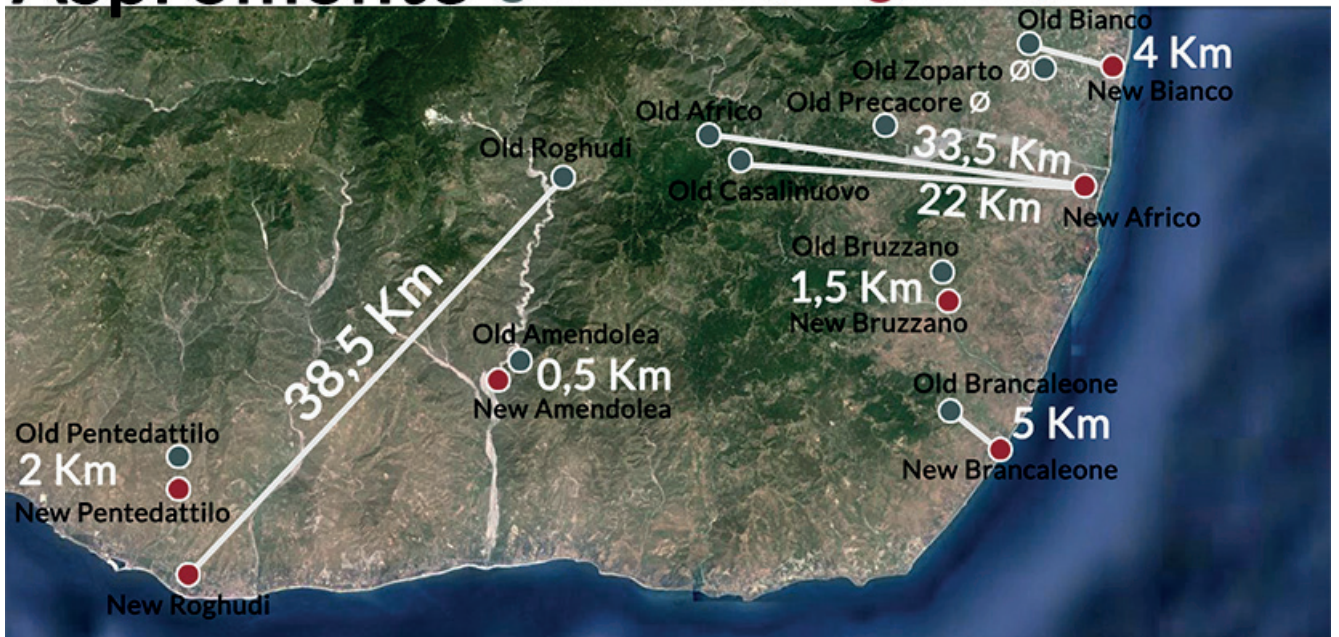 Aspromonte
Old Bianco
4 Km
Old Zoparto Ø
New Bianco
Old Precacore Ø
Old Africo
33,5 Km
Old Roghudi
Old Casalinuovo
22 Km
New Africo
Old Bruzzano
1,5 Km
New Bruzzano
38,5 Km
Old Amendolea
0,5 Km
New Amendolea
Old Brancaleone
5 Km
New Brancaleone
Old Pentedattilo
2 Km
New Pentedattilo
New Roghudi